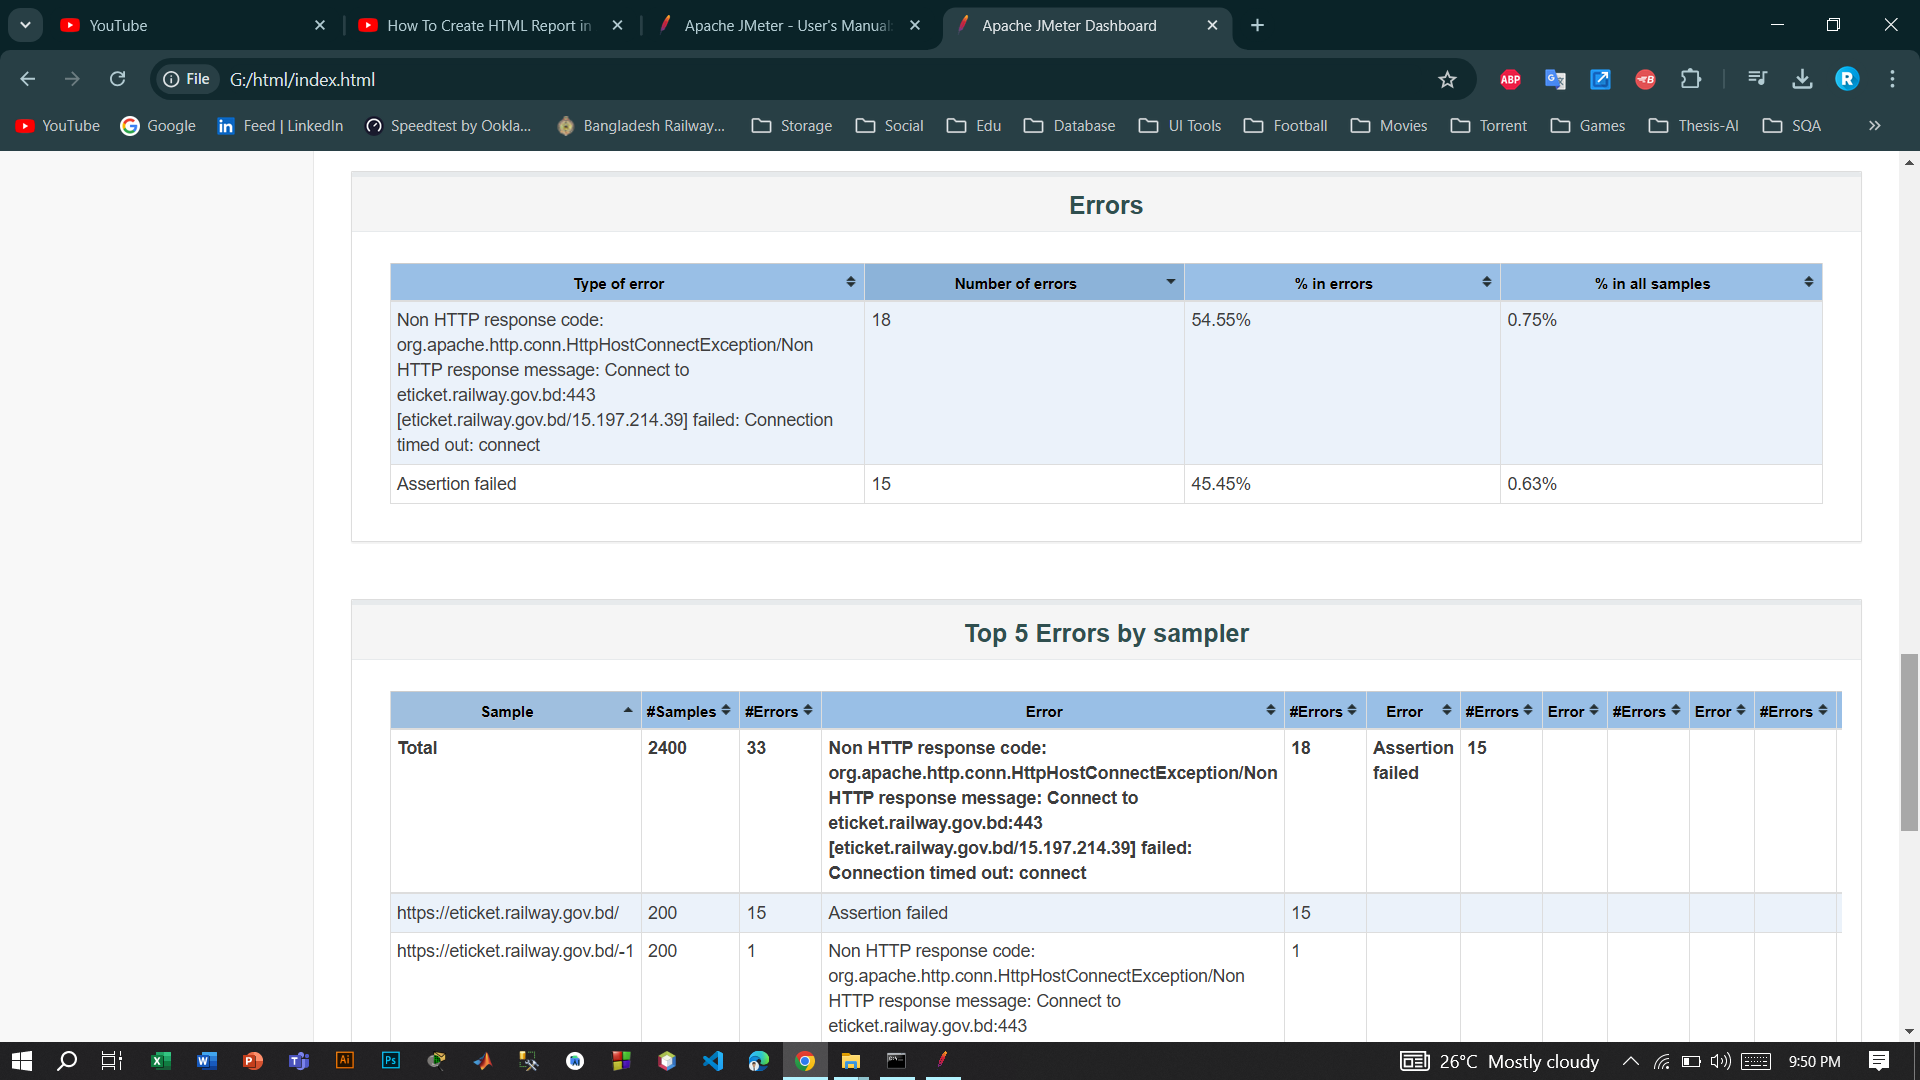 YouTube
How To Create HTML Report in
Apache JMeter - User's Manual:
Apache JMeter Dashboard
File G:/html/index.html
ABP
R
YouTube Google Feed | LinkedIn Speedtest by Ookla... Bangladesh Railway... Storage Social Edu Database UI Tools Football Movies Torrent Games Thesis-AI SQA
Errors
Type of error Number of errors % in errors % in all samples
Non HTTP response code: 18 54.55% 0.75%
org.apache.http.conn.HttpHostConnectException/Non
HTTP response message: Connect to
eticket.railway.gov.bd:443
[eticket.railway.gov.bd/15.197.214.39] failed: Connection
timed out: connect
Assertion failed 15 45.45% 0.63%
Top 5 Errors by sampler
Sample #Samples #Errors Error #Errors Error #Errors Error #Errors Error #Errors
Total 2400 33 Non HTTP response code: 18 Assertion 15
org.apache.http.conn.HttpHostConnectException/Non failed
HTTP response message: Connect to
eticket.railway.gov.bd:443
[eticket.railway.gov.bd/15.197.214.39] failed:
Connection timed out: connect
https://eticket.railway.gov.bd/ 200 15 Assertion failed 15
https://eticket.railway.gov.bd/-1 200 1 Non HTTP response code: 1
org.apache.http.conn.HttpHostConnectException/Non
HTTP response message: Connect to
eticket.railway.gov.bd:443
26°C Mostly cloudy 9:50 PM